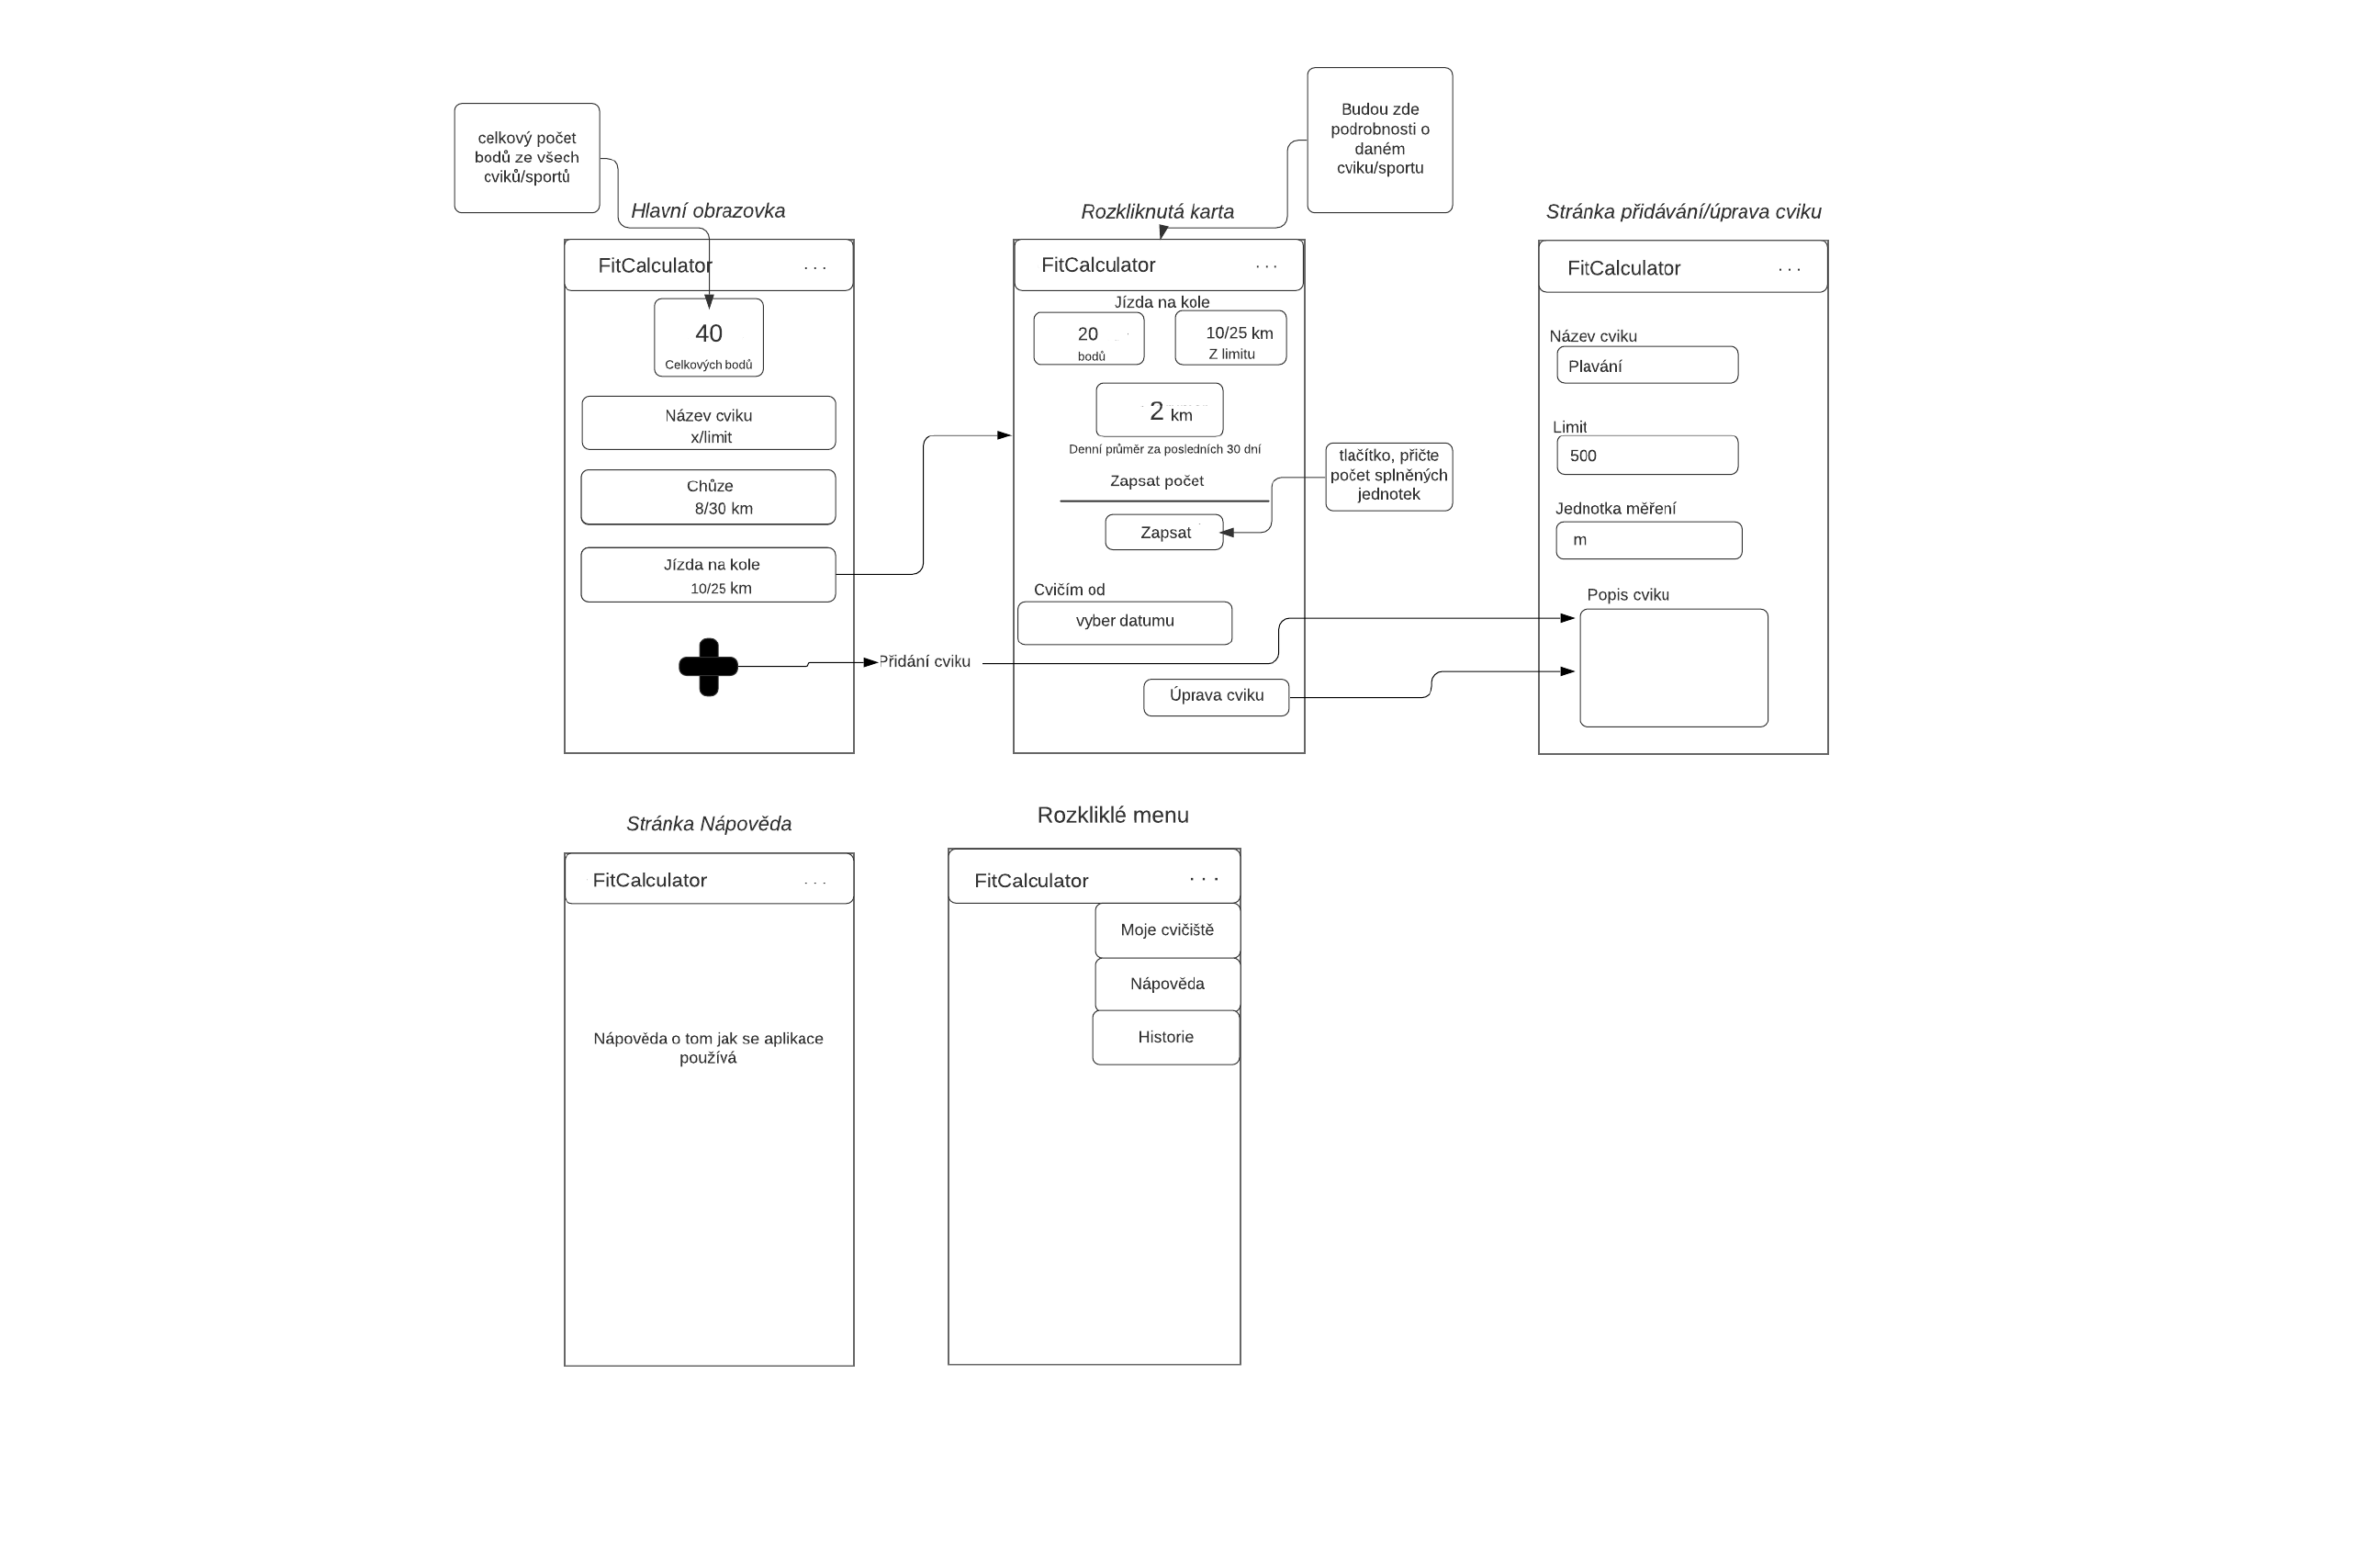 celkový počet
bodů ze všech
cviků/sportů
Budou zde
podrobnosti o
daném
cviku/sportu
Hlavní obrazovka
FitCalculator ...
40
Celkových bodů
Název cviku
x/limit
Chůze
8/30 km
Jízda na kole
10/25 km
Přidání cviku
Rozkliknutá karta
FitCalculator ...
Jízda na kole
20
bodů
10/25 km
Z limitu
2 km
Denní průměr za posledních 30 dní
Zapsat počet
Zapsat
tlačítko, přičte
počet splněných
jednotek
Cvičím od
vyber datumu
Úprava cviku
Stránka přidávání/úprava cviku
FitCalculator ...
Název cviku
Plavání
Limit
500
Jednotka měření
m
Popis cviku
Stránka Nápověda
FitCalculator ...
Nápověda o tom jak se aplikace
používá
Rozkliklé menu
FitCalculator ...
Moje cvičiště
Nápověda
Historie